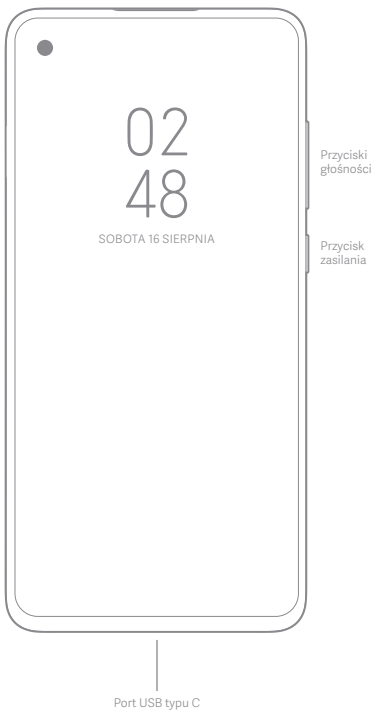 02
48
SOBOTA 16 SIERPNIA
Przyciski
głośności
Przycisk
zasilania
Port USB typu C